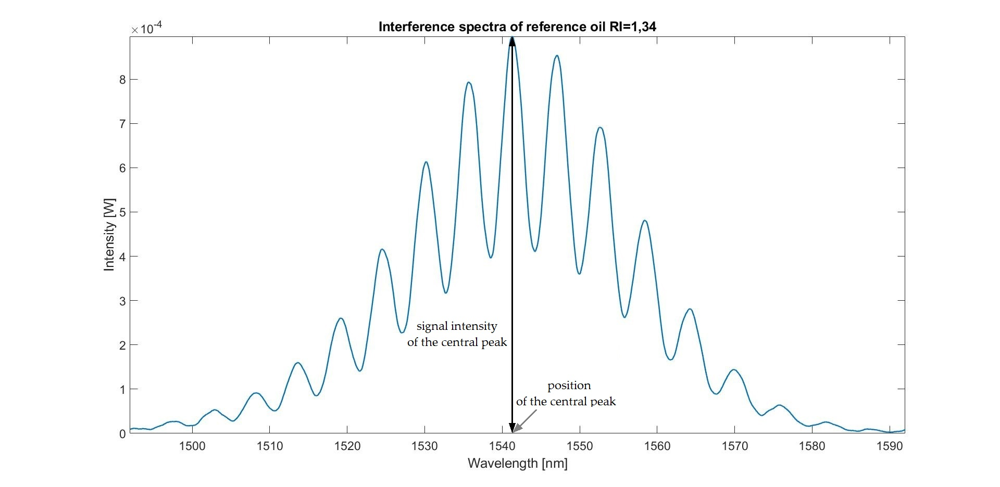 Interference spectra of reference oil RI=1,34
×10-4
8
7
6
5
4
3
2
1
0
Intensity [W]
signal intensity
of the central peak
position
of the central peak
1500 1510 1520 1530 1540 1550 1560 1570 1580 1590
Wavelength [nm]